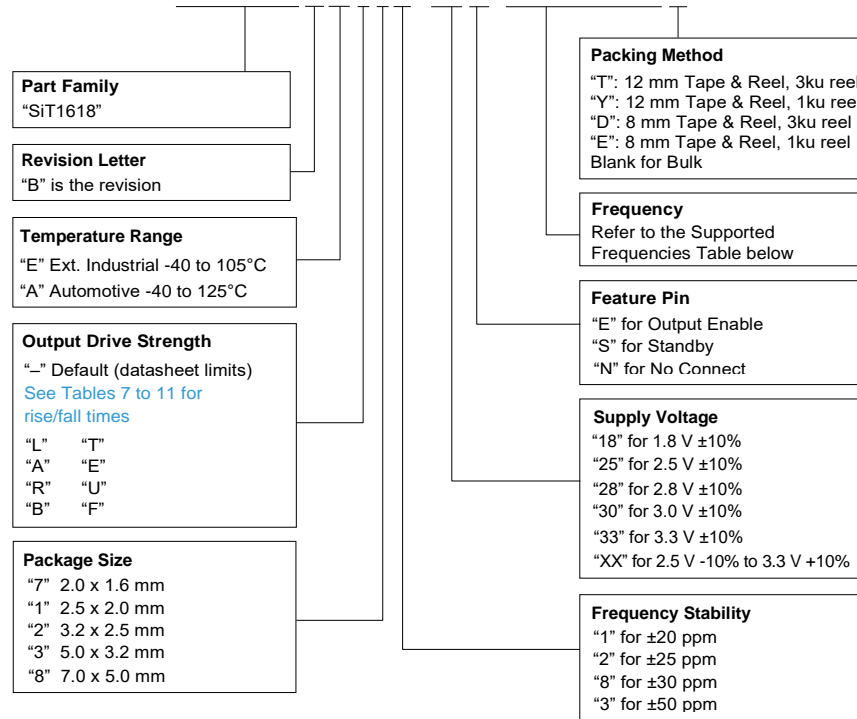 Part Family
“SiT1618”
Revision Letter
“B” is the revision
Temperature Range
“E” Ext. Industrial -40 to 105°C
“A” Automotive -40 to 125°C
Output Drive Strength
“–” Default (datasheet limits)
See Tables 7 to 11 for
rise/fall times
“L” “T”
“A” “E”
“R” “U”
“B” “F”
Package Size
“7” 2.0 x 1.6 mm
“1” 2.5 x 2.0 mm
“2” 3.2 x 2.5 mm
“3” 5.0 x 3.2 mm
“8” 7.0 x 5.0 mm
Packing Method
“T”: 12 mm Tape & Reel, 3ku reel
“Y”: 12 mm Tape & Reel, 1ku reel
“D”: 8 mm Tape & Reel, 3ku reel
“E”: 8 mm Tape & Reel, 1ku reel
Blank for Bulk
Frequency
Refer to the Supported
Frequencies Table below
Feature Pin
“E” for Output Enable
“S” for Standby
“N” for No Connect
Supply Voltage
“18” for 1.8 V ±10%
“25” for 2.5 V ±10%
“28” for 2.8 V ±10%
“30” for 3.0 V ±10%
“33” for 3.3 V ±10%
“XX” for 2.5 V -10% to 3.3 V +10%
Frequency Stability
“1” for ±20 ppm
“2” for ±25 ppm
“8” for ±30 ppm
“3” for ±50 ppm